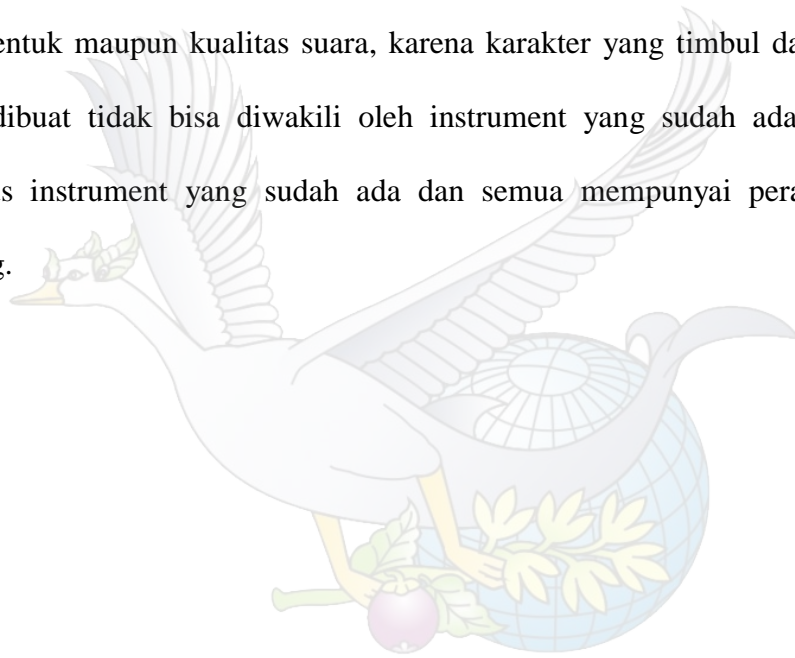 entuk maupun kualitas suara, karena karakter yang timbul da
dibuat tidak bisa diwakili oleh instrument yang sudah ada
s instrument yang sudah ada dan semua mempunyai pera
g.